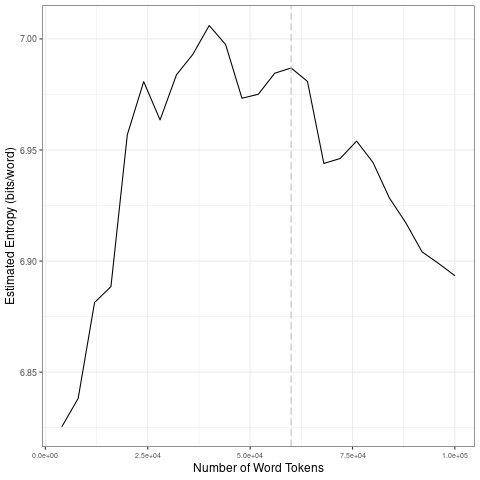 Estimated Entropy (bits/word)
7.00
6.95
6.90
6.85
0.0e+00 2.5e+04 5.0e+04 7.5e+04 1.0e+05
Number of Word Tokens